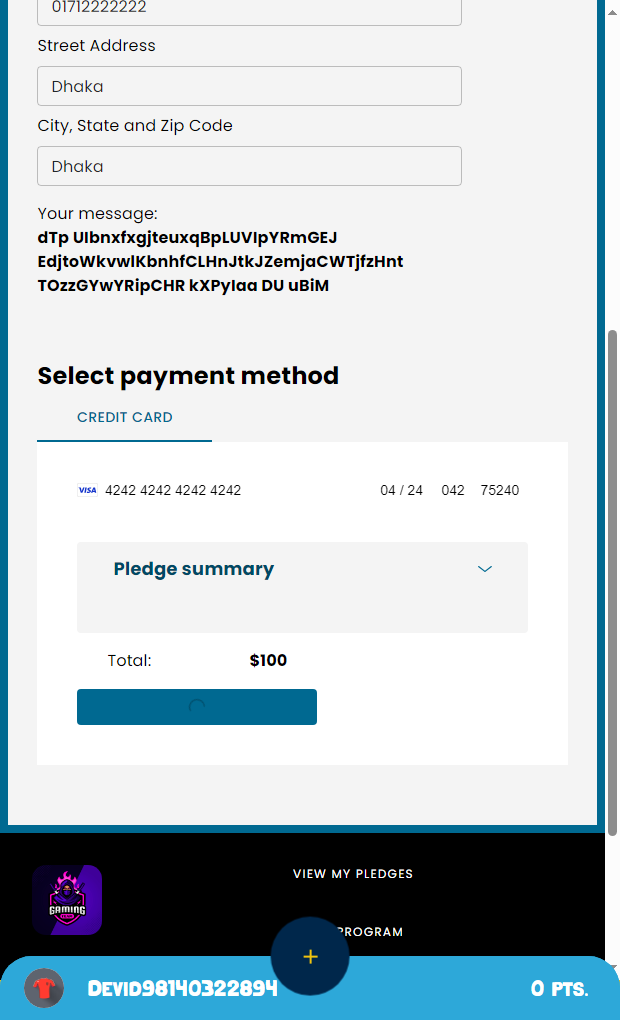 01712222222
Street Address
Dhaka
City, State and Zip Code
Dhaka
Your message:
dTp UIbnxfxgjteuxqBpLUVIpYRmGEJ
EdjtoWkvwlKbnhfCLHnJtkJZemjaCWTjfzHnt
TOzzGYwYRipCHR kXPyIaa DU uBiM
Select payment method
CREDIT CARD
VISA 4242 4242 4242 4242 04 / 24 042 75240
Pledge summary
Total: $100
VIEW MY PLEDGES
GAMING
PROGRAM
+
Devid98140322894 0 pts.